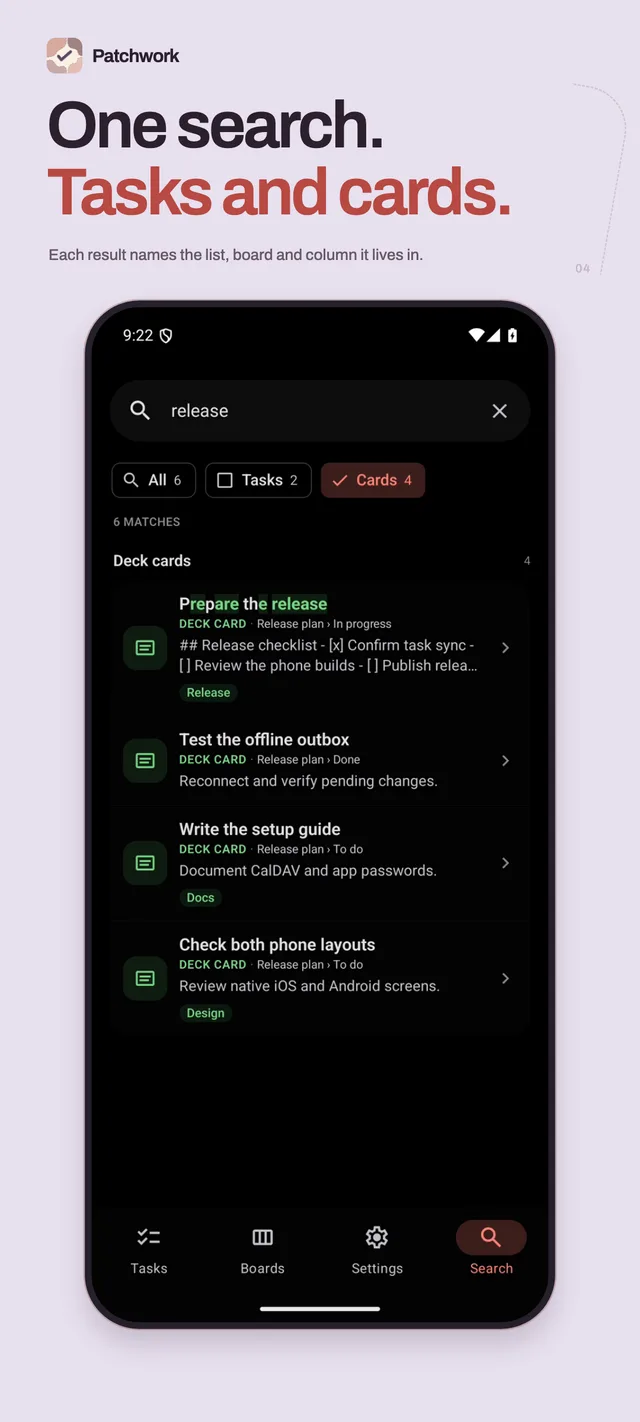 Patchwork
One search.
Tasks and cards.
Each result names the list, board and column it lives in.
04
9:22
release
All 6
Tasks 2
Cards 4
6 MATCHES
Deck cards 4
Prepare the release
DECK CARD · Release plan › In progress
## Release checklist - [x] Confirm task sync -
[ ] Review the phone builds - [ ] Publish relea...
Release
Test the offline outbox
DECK CARD · Release plan › Done
Reconnect and verify pending changes.
Write the setup guide
DECK CARD · Release plan › To do
Document CalDAV and app passwords.
Docs
Check both phone layouts
DECK CARD · Release plan › To do
Review native iOS and Android screens.
Design
Tasks
Boards
Settings
Search